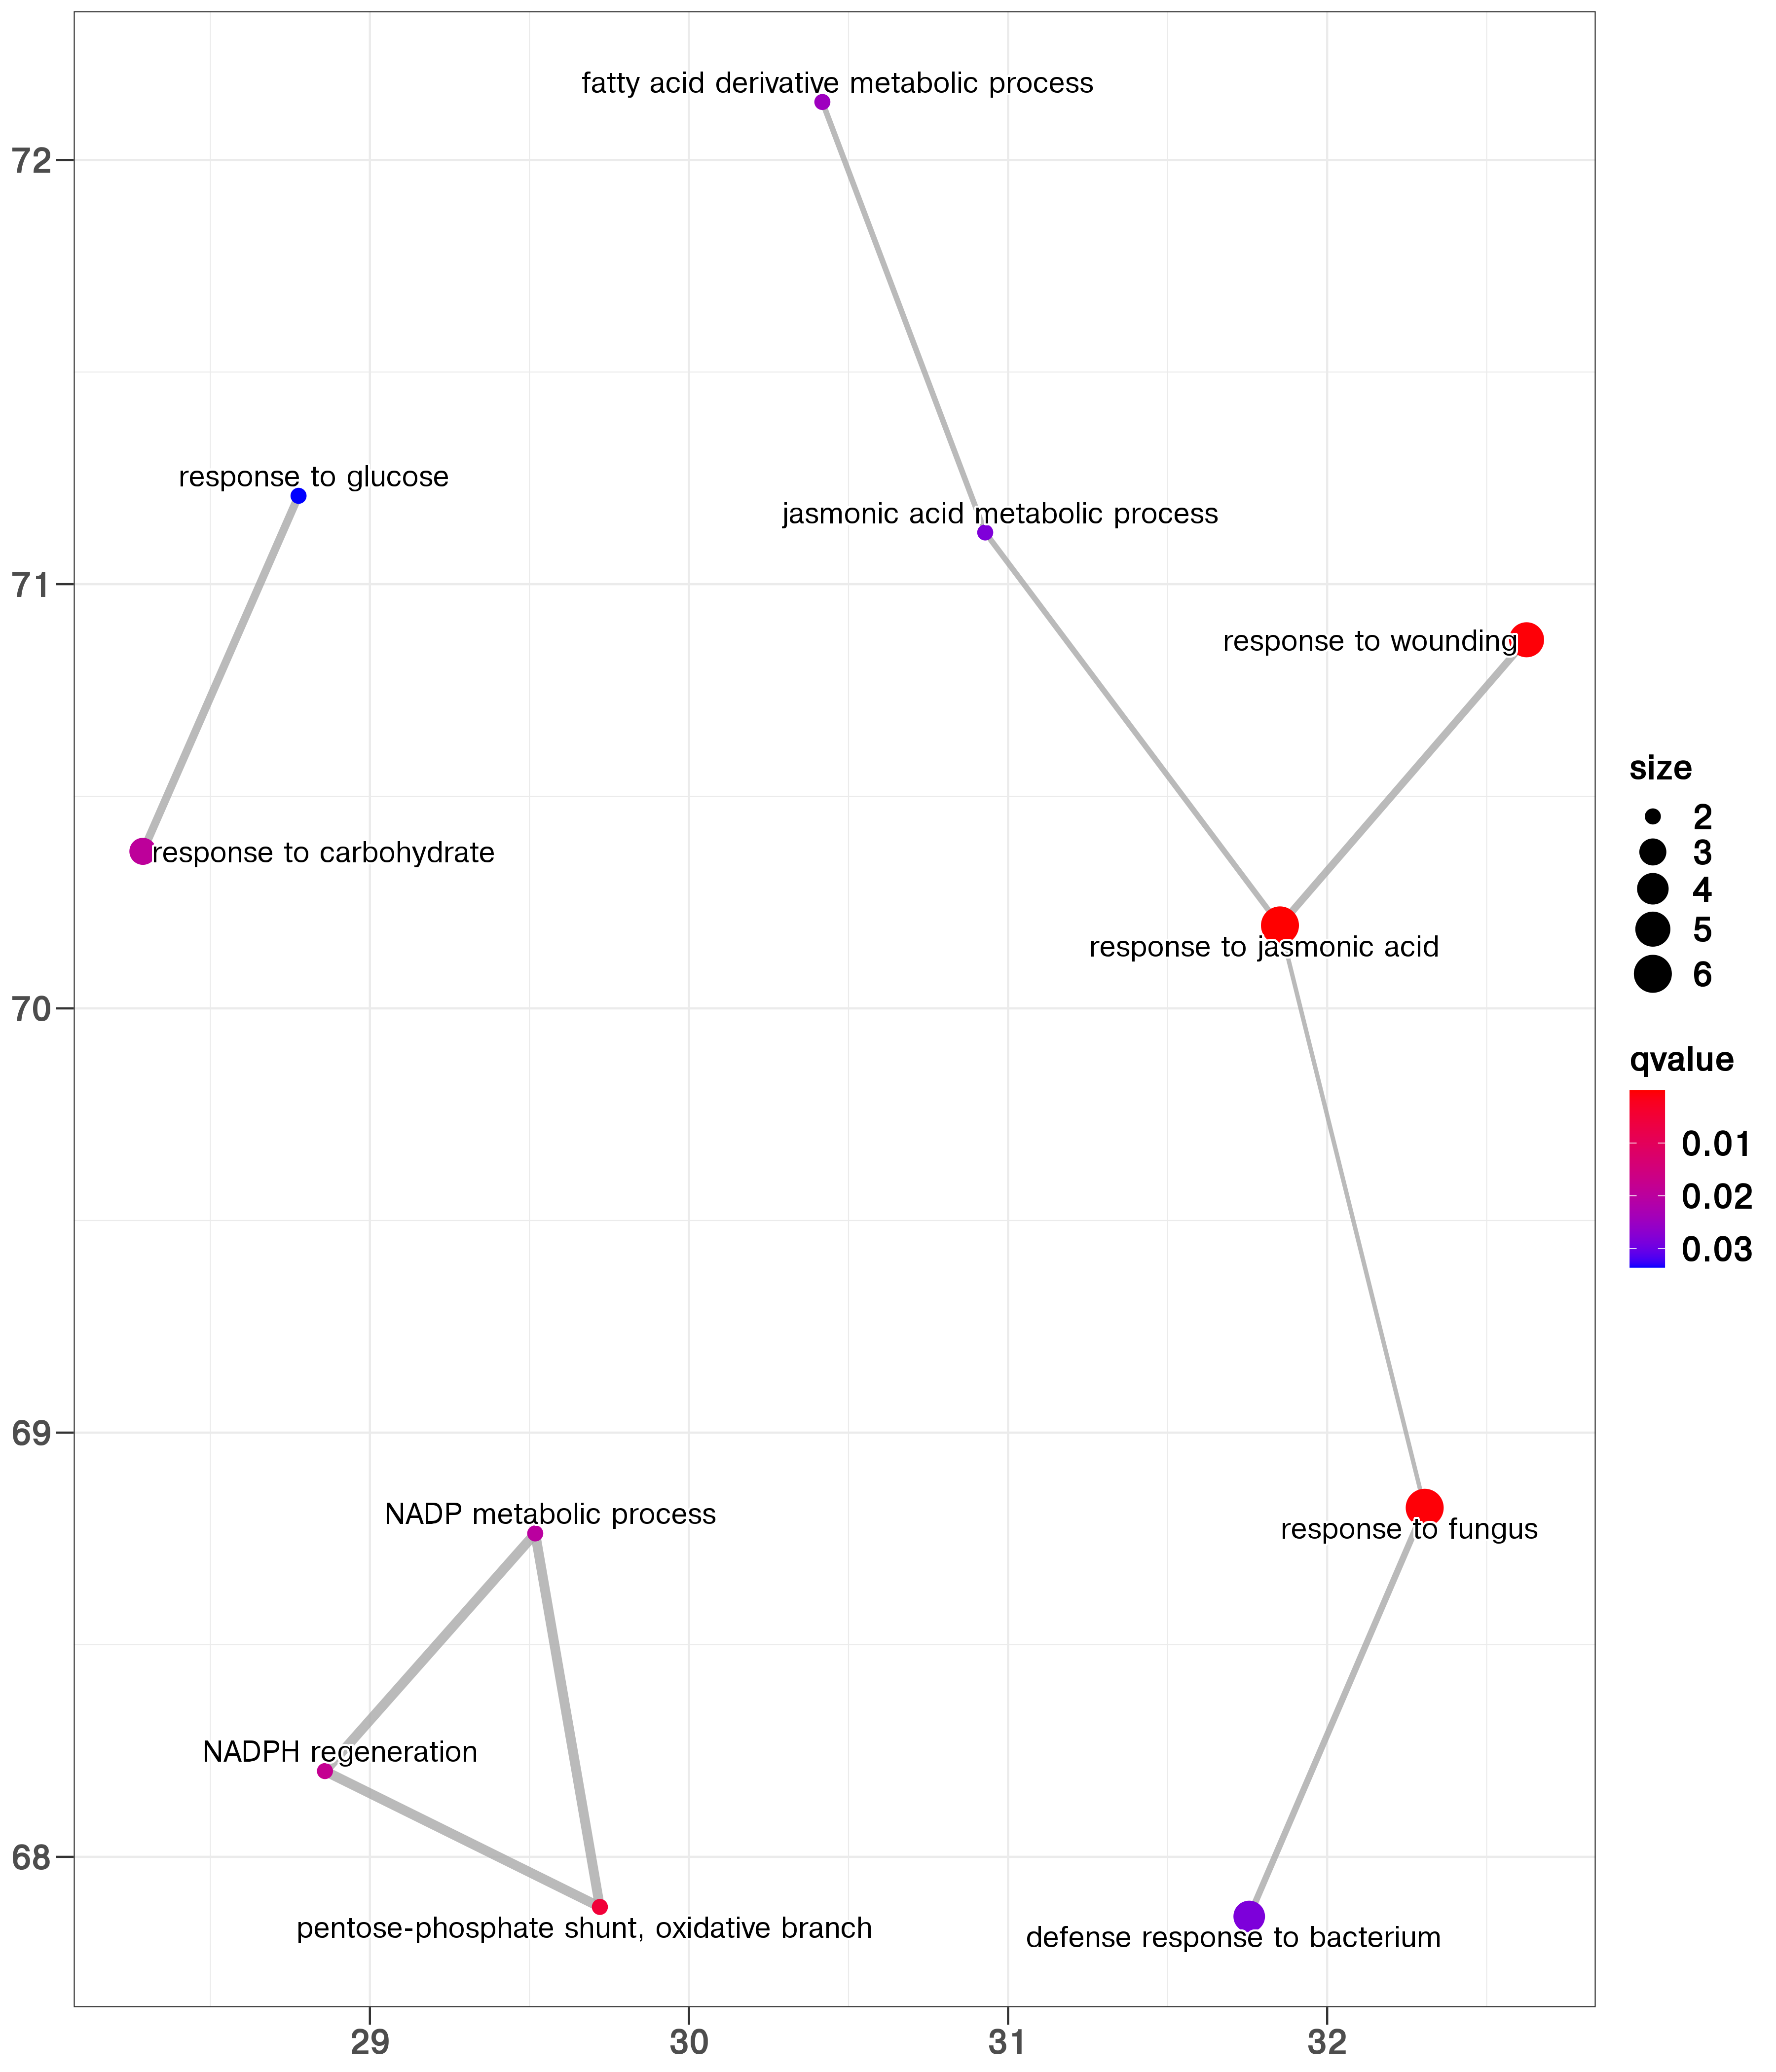 fatty acid derivative metabolic process
72
response to glucose
jasmonic acid metabolic process
71
response to wounding
size
2
response to carbohydrate
3
4
5
response to jasmonic acid
6
70
qvalue
0.01
0.02
0.03
69
NADP metabolic process
response to fungus
NADPH regeneration
68
pentose-phosphate shunt, oxidative branch
defense response to bacterium
29 30 31 32